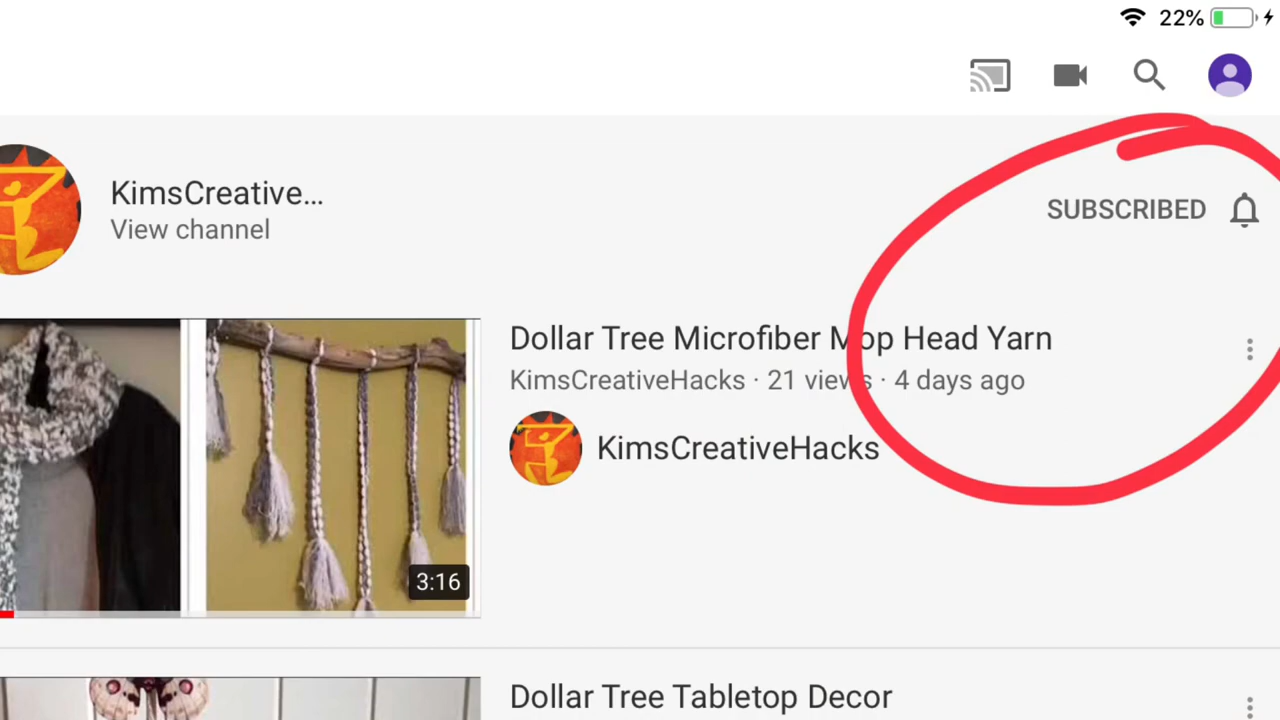 22%
KimsCreative...
View channel
SUBSCRIBED
Dollar Tree Microfiber Mop Head Yarn
KimsCreativeHacks · 21 views · 4 days ago
KimsCreativeHacks
3:16
Dollar Tree Tabletop Decor